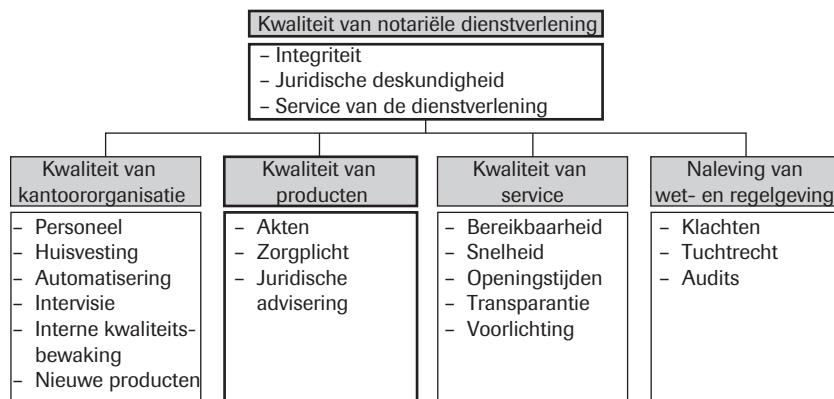 Kwaliteit van notariële dienstverlening
– Integriteit
– Juridische deskundigheid
– Service van de dienstverlening
Kwaliteit van
kantoororganisatie
– Personeel
– Huisvesting
– Automatisering
– Intervisie
– Interne kwaliteits-
bewaking
– Nieuwe producten
Kwaliteit van
producten
– Akten
– Zorgplicht
– Juridische
advisering
Kwaliteit van
service
– Bereikbaarheid
– Snelheid
– Openingstijden
– Transparantie
– Voorlichting
Naleving van
wet- en regelgeving
– Klachten
– Tuchtrecht
– Audits